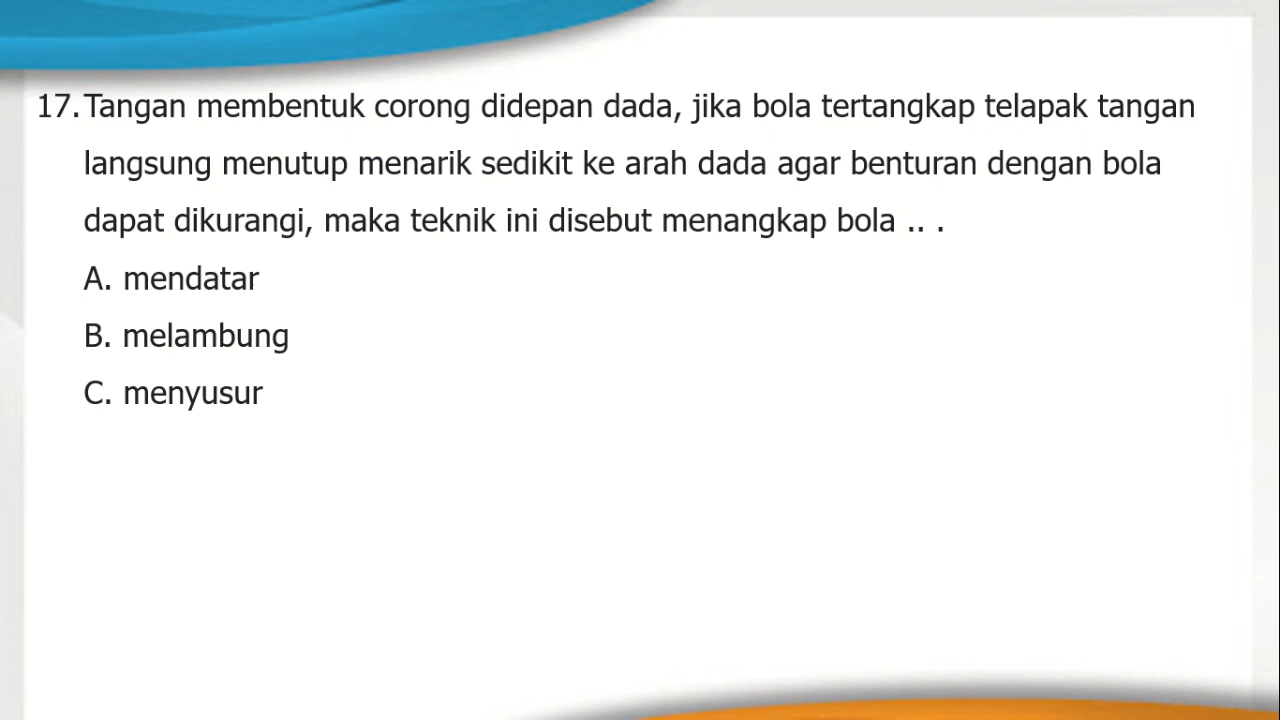 17. Tangan membentuk corong didepan dada, jika bola tertangkap telapak tangan
langsung menutup menarik sedikit ke arah dada agar benturan dengan bola
dapat dikurangi, maka teknik ini disebut menangkap bola .. .
A. mendatar
B. melambung
C. menyusur